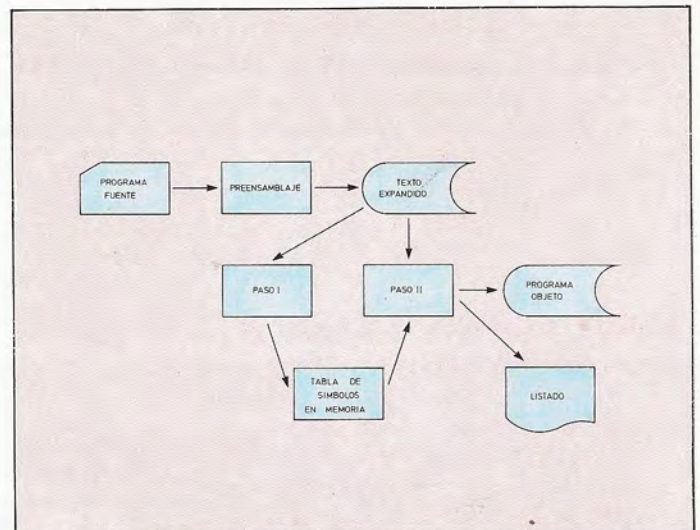 PROGRAMA
FUENTE
PREENSAMBLAJE
TEXTO
EXPANDIDO
PASO I
PASO II
PROGRAMA
OBJETO
TABLA DE
SIMBOLOS
EN MEMORIA
LISTADO